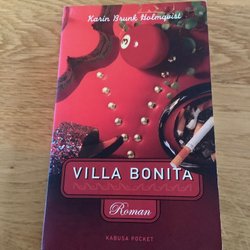 Karin Brunk Holmqvist
VILLA BONITA
Roman
KABUSA POCKET